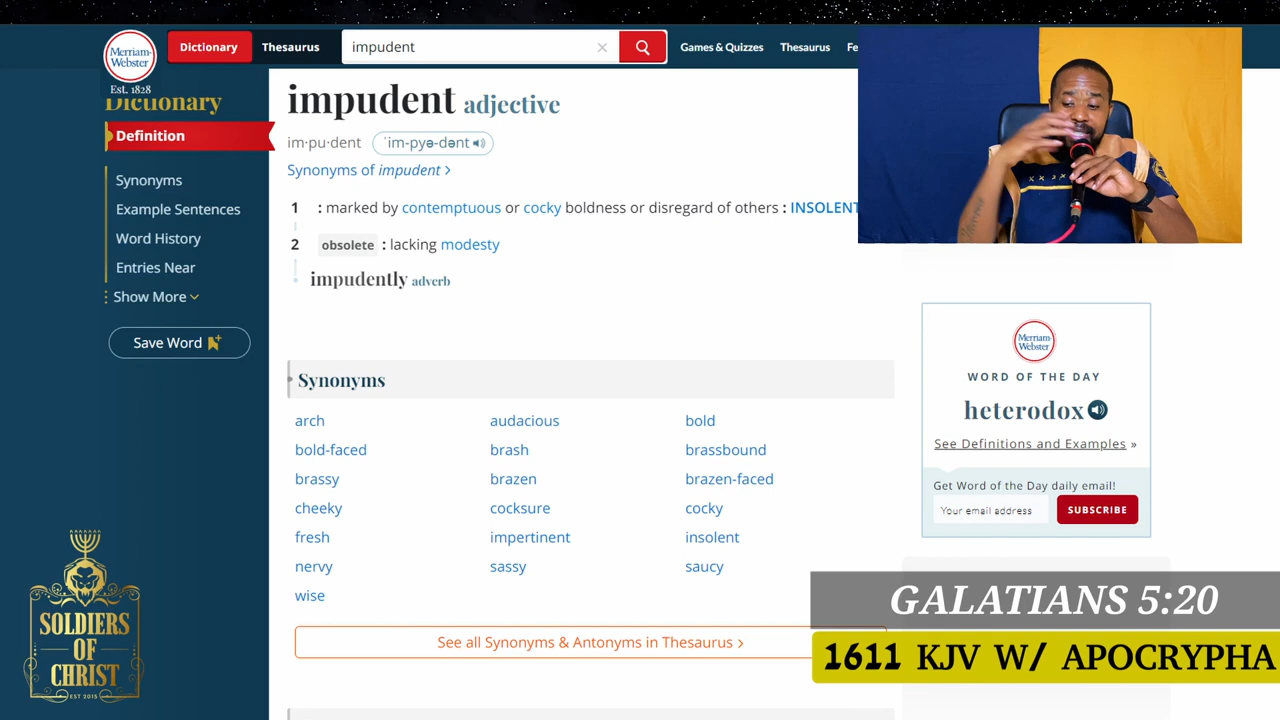 Merriam-
Webster
Est. 1828
Dictionary
Thesaurus
impudent
Games & Quizzes
Thesaurus
Fe
Dictionary
Definition
Synonyms
Example Sentences
Word History
Entries Near
Show More
Save Word
impudent adjective
im·pu·dent
ˈim-pyə-dənt
Synonyms of impudent >
1 : marked by contemptuous or cocky boldness or disregard of others : INSOLENT
2 obsolete : lacking modesty
impudently adverb
Synonyms
arch audacious bold
bold-faced brash brassbound
brassy brazen brazen-faced
cheeky cocksure cocky
fresh impertinent insolent
nervy sassy saucy
wise
See all Synonyms & Antonyms in Thesaurus >
Merriam-
Webster
WORD OF THE DAY
heterodox
See Definitions and Examples »
Get Word of the Day daily email!
Your email address
SUBSCRIBE
SOLDIERS
OF
CHRIST
EST 2015
GALATIANS 5:20
1611 KJV W/ APOCRYPHA